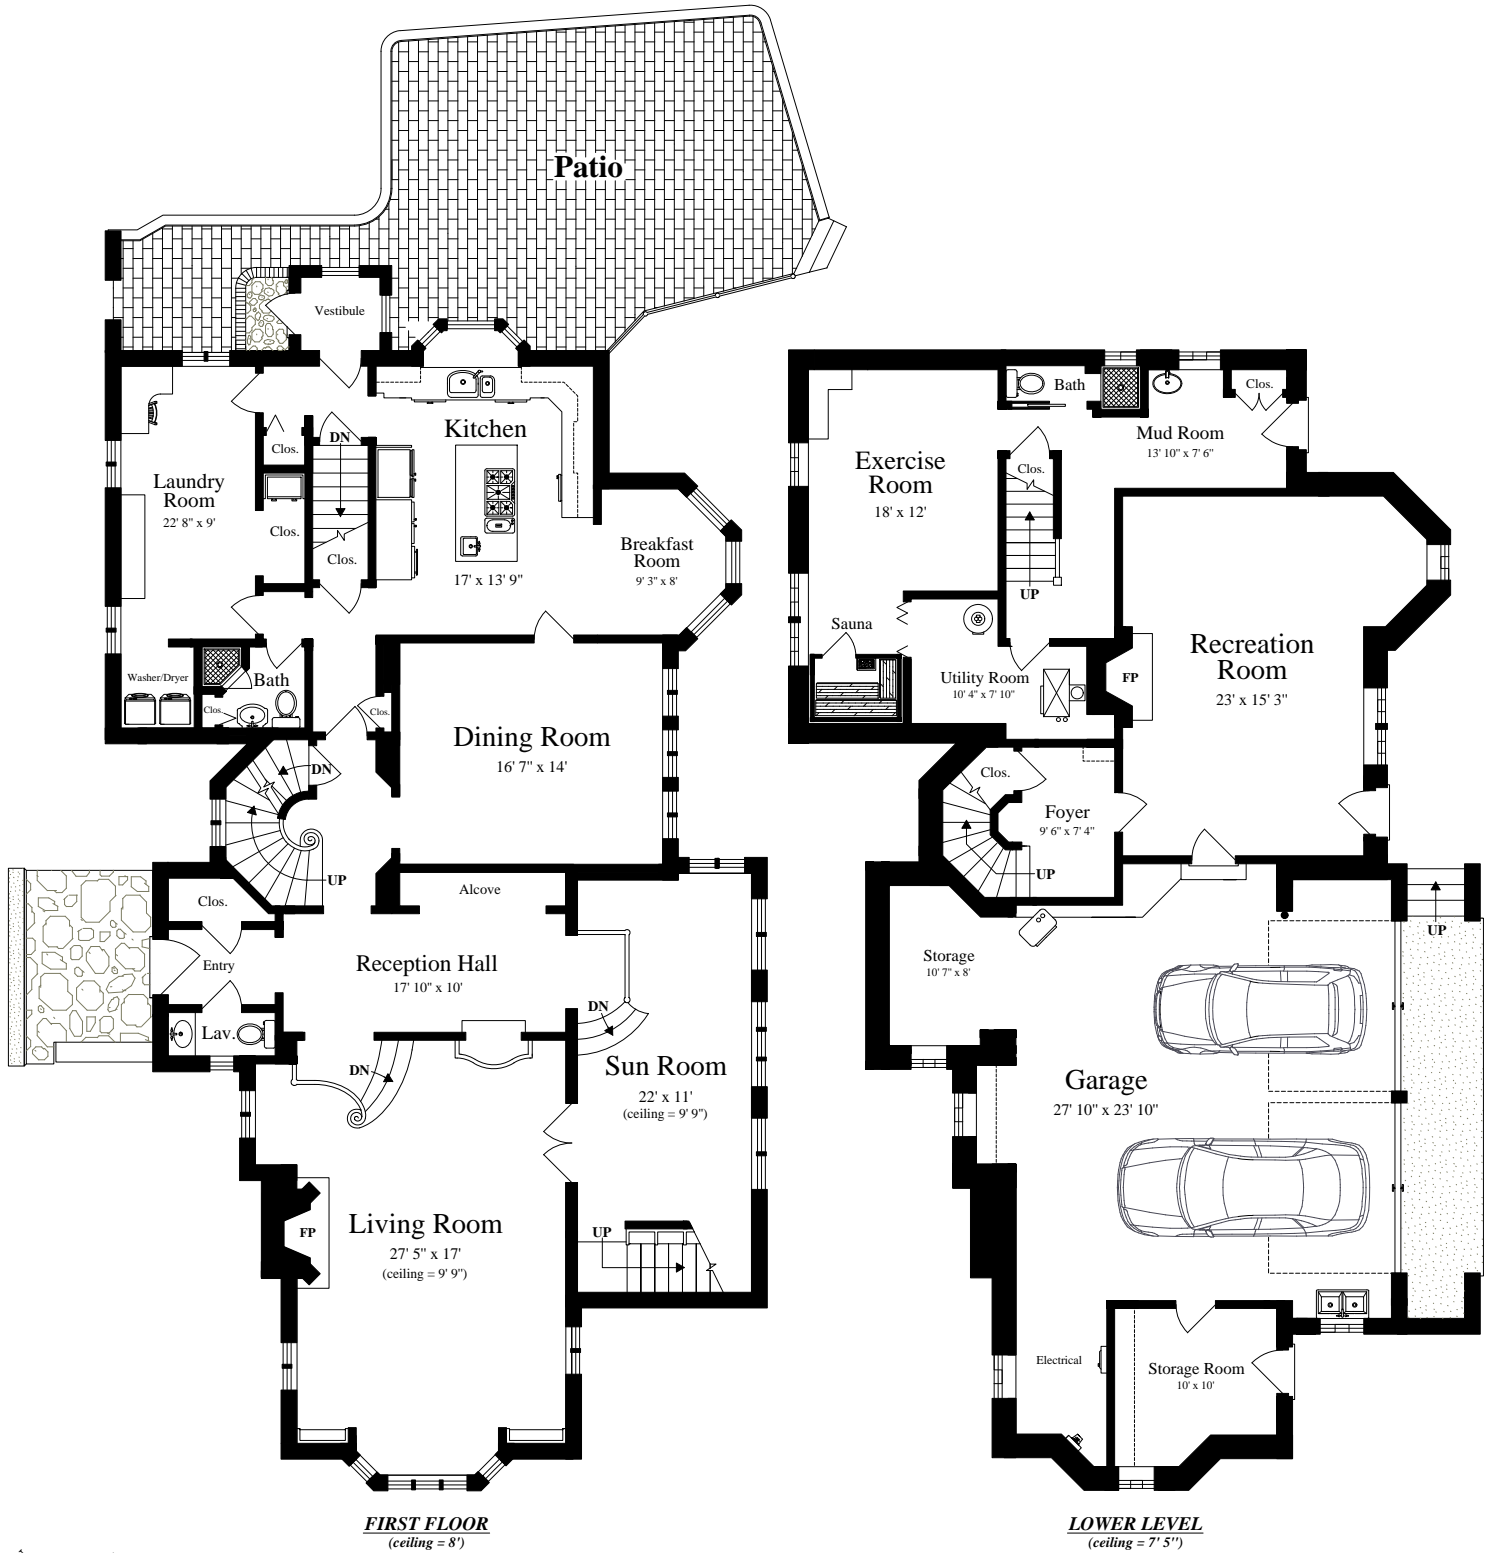 Patio
Vestibule
Kitchen
17' x 13' 9"
DN
Clos.
Clos.
Clos.
Laundry
Room
22' 8" x 9'
Breakfast
Room
9' 3" x 8'
Washer/Dryer
Bath
Clos.
Clos.
Dining Room
16' 7" x 14'
DN
UP
Clos.
Alcove
Entry
Reception Hall
17' 10" x 10'
Lav.
DN
DN
Sun Room
22' x 11'
(ceiling = 9' 9")
FP
Living Room
27' 5" x 17'
(ceiling = 9' 9")
UP
FIRST FLOOR
(ceiling = 8')
Bath
Clos.
Mud Room
13' 10" x 7' 6"
Exercise
Room
18' x 12'
Clos.
UP
Sauna
Utility Room
10' 4" x 7' 10"
FP
Recreation
Room
23' x 15' 3"
Clos.
Foyer
9' 6" x 7' 4"
UP
UP
Storage
10' 7" x 8'
Garage
27' 10" x 23' 10"
Electrical
Storage Room
10' x 10'
LOWER LEVEL
(ceiling = 7' 5")